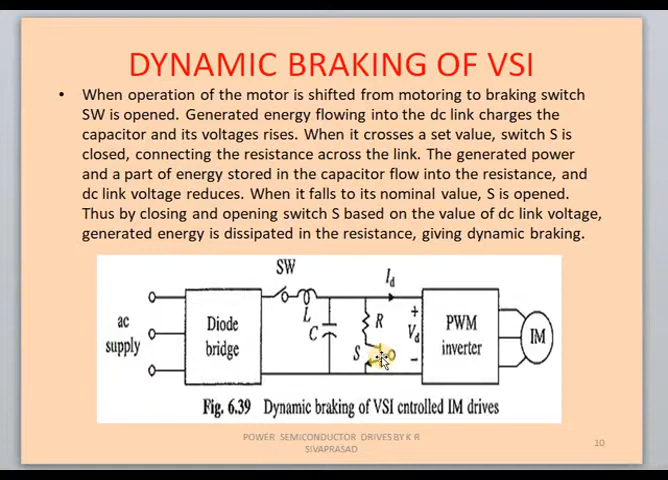 DYNAMIC BRAKING OF VSI
• When operation of the motor is shifted from motoring to braking switch
SW is opened. Generated energy flowing into the dc link charges the
capacitor and its voltages rises. When it crosses a set value, switch S is
closed, connecting the resistance across the link. The generated power
and a part of energy stored in the capacitor flow into the resistance, and
dc link voltage reduces. When it falls to its nominal value, S is opened.
Thus by closing and opening switch S based on the value of dc link voltage,
generated energy is dissipated in the resistance, giving dynamic braking.
SW
I_d
L
+
R
ac
supply
Diode
bridge
C
V_d
PWM
inverter
IM
S
−
Fig. 6.39 Dynamic braking of VSI cntrolled IM drives
POWER SEMICONDUCTOR DRIVES BY K R
SIVAPRASAD
10